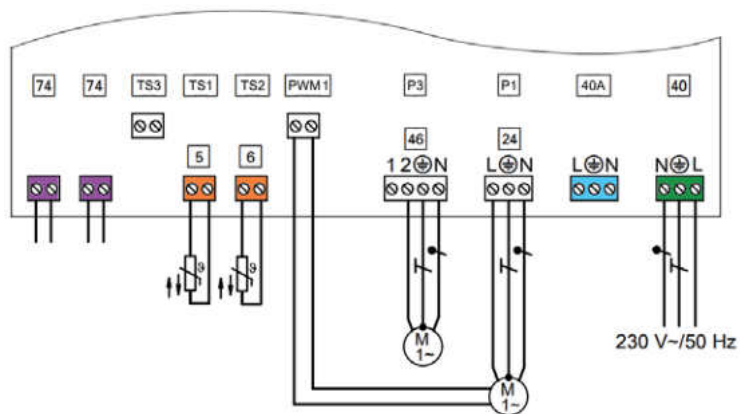 74 74 TS3 TS1 TS2 PWM1 P3 P1 40A 40
5 6 46 24
1 2 N L N L N N L
ϑ ϑ
230 V~/50 Hz
M
1~
M
1~